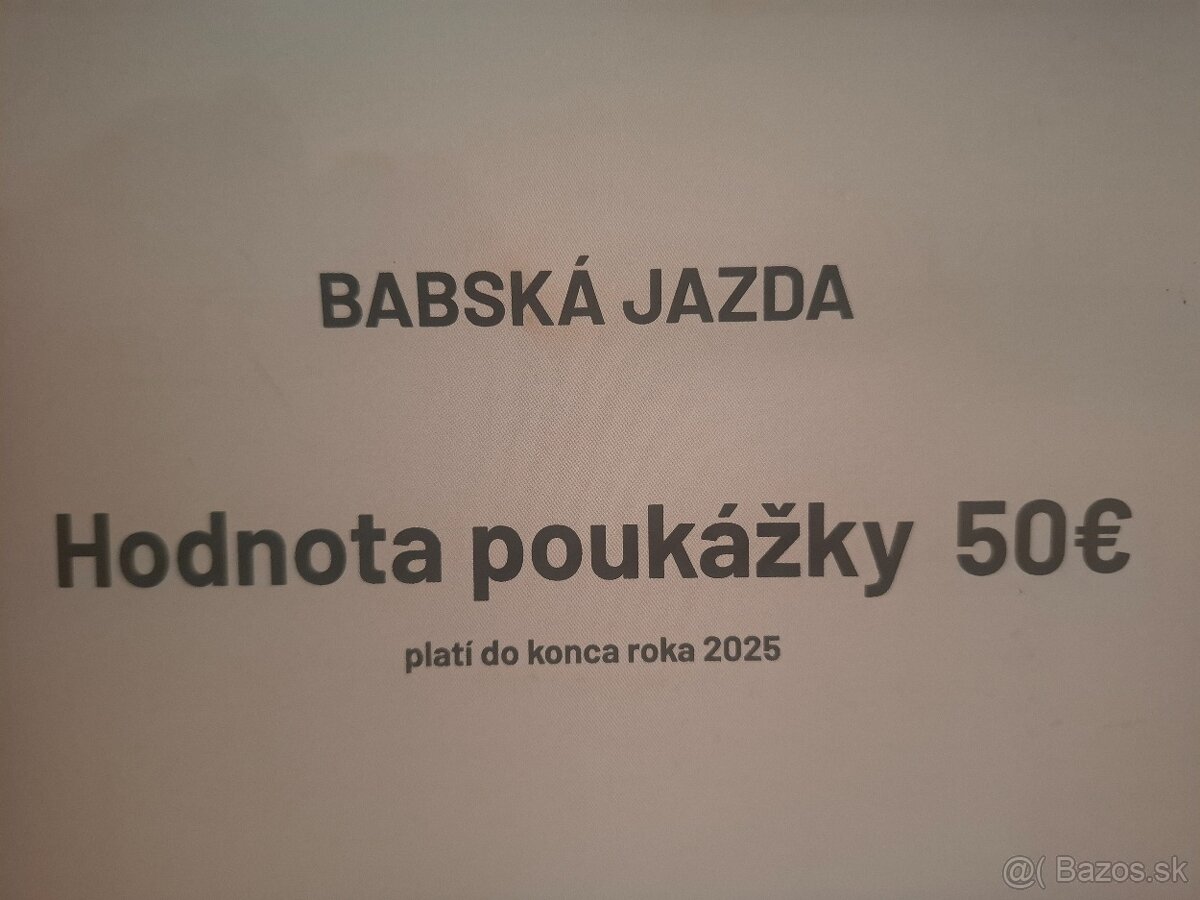 BABSKÁ JAZDA
Hodnota poukážky 50€
platí do konca roka 2025
@( Bazos.sk